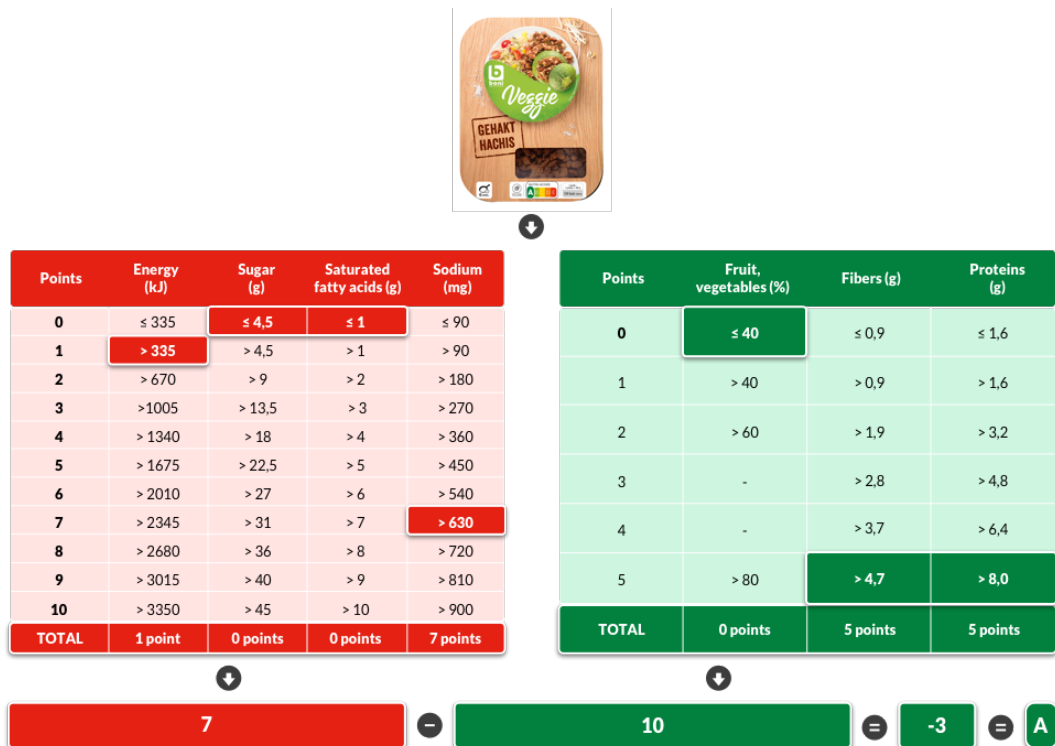 b
boni
Veggie
GEHAKT
HACHIS
A
Points Energy (kJ) Sugar (g) Saturated fatty acids (g) Sodium (mg)
0 ≤ 335 ≤ 4,5 ≤ 1 ≤ 90
1 > 335 > 4,5 > 1 > 90
2 > 670 > 9 > 2 > 180
3 >1005 > 13,5 > 3 > 270
4 > 1340 > 18 > 4 > 360
5 > 1675 > 22,5 > 5 > 450
6 > 2010 > 27 > 6 > 540
7 > 2345 > 31 > 7 > 630
8 > 2680 > 36 > 8 > 720
9 > 3015 > 40 > 9 > 810
10 > 3350 > 45 > 10 > 900
TOTAL 1 point 0 points 0 points 7 points
Points Fruit, vegetables (%) Fibers (g) Proteins (g)
0 ≤ 40 ≤ 0,9 ≤ 1,6
1 > 40 > 0,9 > 1,6
2 > 60 > 1,9 > 3,2
3 - > 2,8 > 4,8
4 - > 3,7 > 6,4
5 > 80 > 4,7 > 8,0
TOTAL 0 points 5 points 5 points
7 − 10 = -3 = A